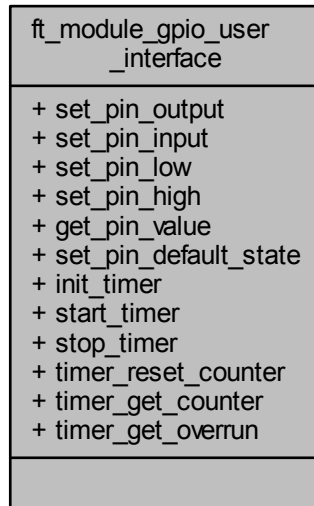 ft_module_gpio_user
_interface
+ set_pin_output
+ set_pin_input
+ set_pin_low
+ set_pin_high
+ get_pin_value
+ set_pin_default_state
+ init_timer
+ start_timer
+ stop_timer
+ timer_reset_counter
+ timer_get_counter
+ timer_get_overrun